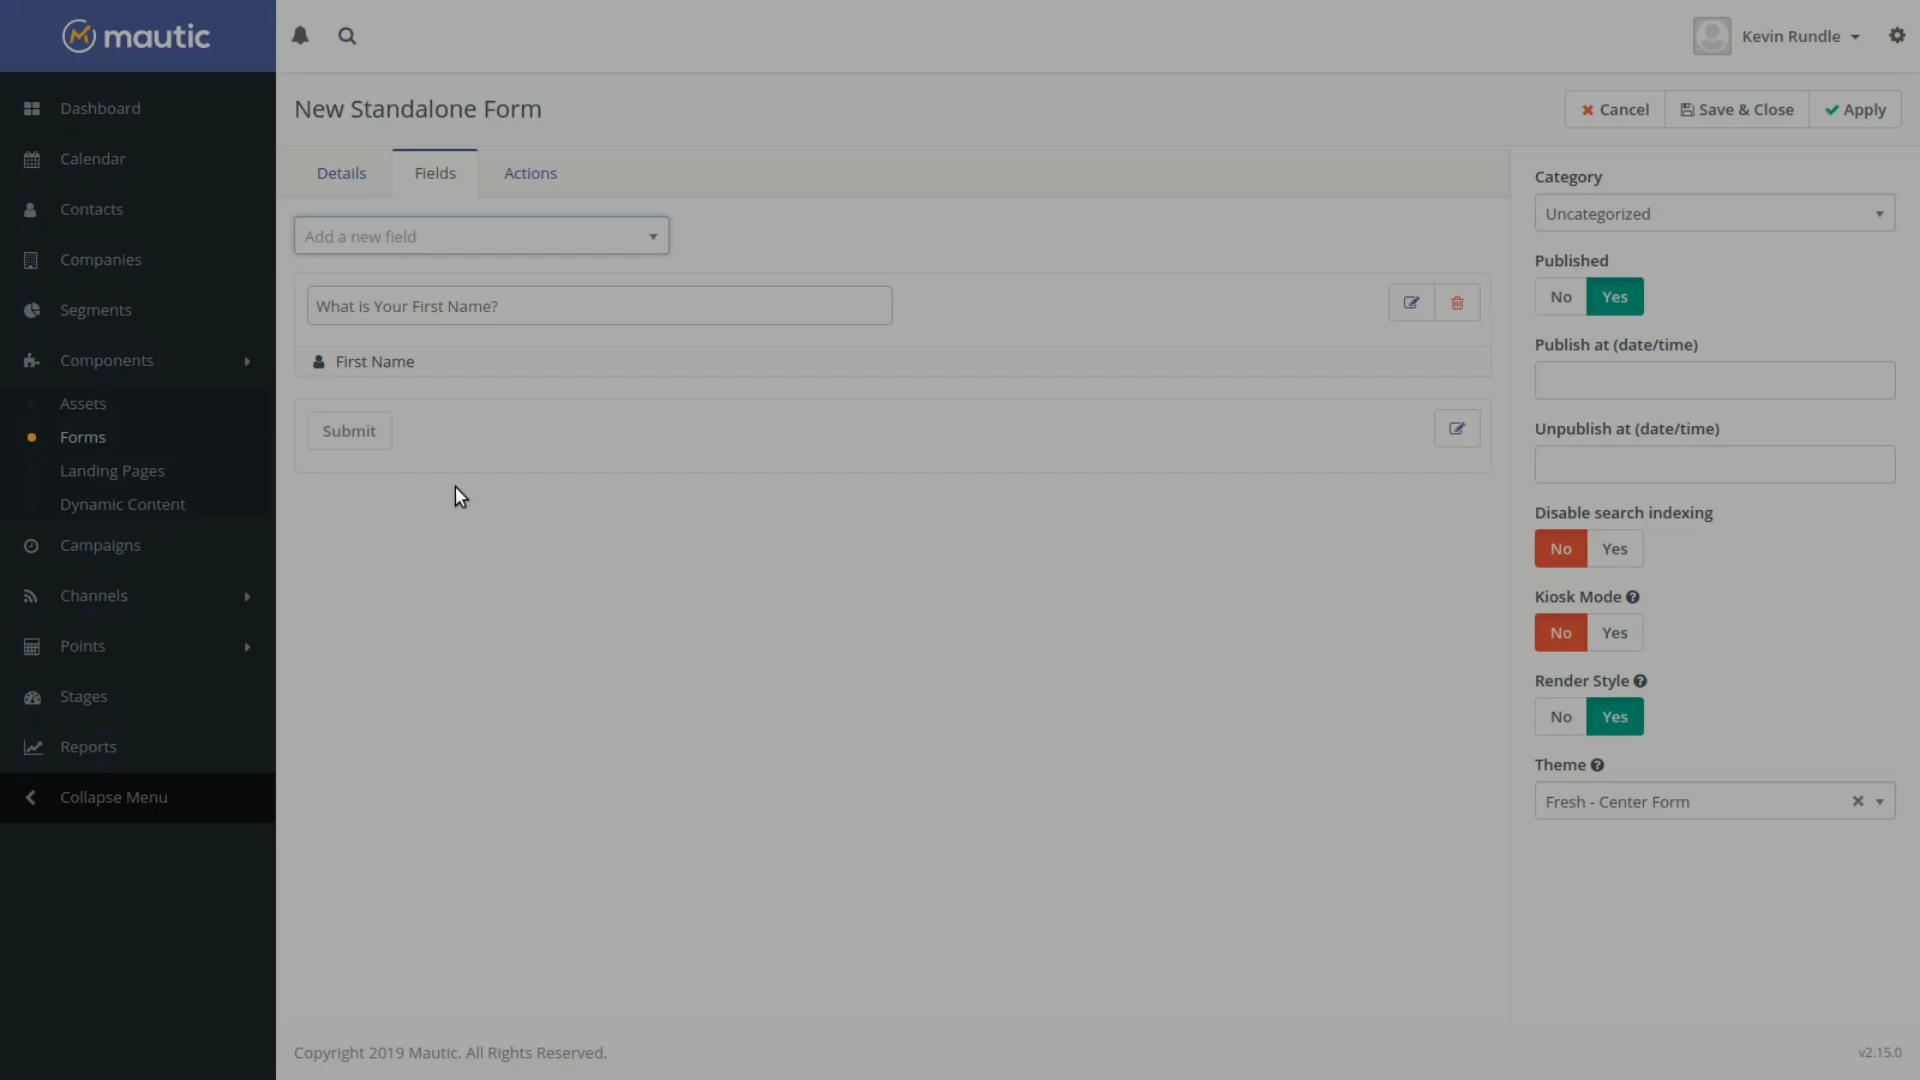 mautic
Kevin Rundle
Dashboard
Calendar
Contacts
Companies
Segments
Components
Assets
Forms
Landing Pages
Dynamic Content
Campaigns
Channels
Points
Stages
Reports
Collapse Menu
New Standalone Form
Cancel
Save & Close
Apply
Details
Fields
Actions
Add a new field
What is Your First Name?
First Name
Submit
Category
Uncategorized
Published
No Yes
Publish at (date/time)
Unpublish at (date/time)
Disable search indexing
No Yes
Kiosk Mode
No Yes
Render Style
No Yes
Theme
Fresh - Center Form
Copyright 2019 Mautic. All Rights Reserved.
v2.15.0